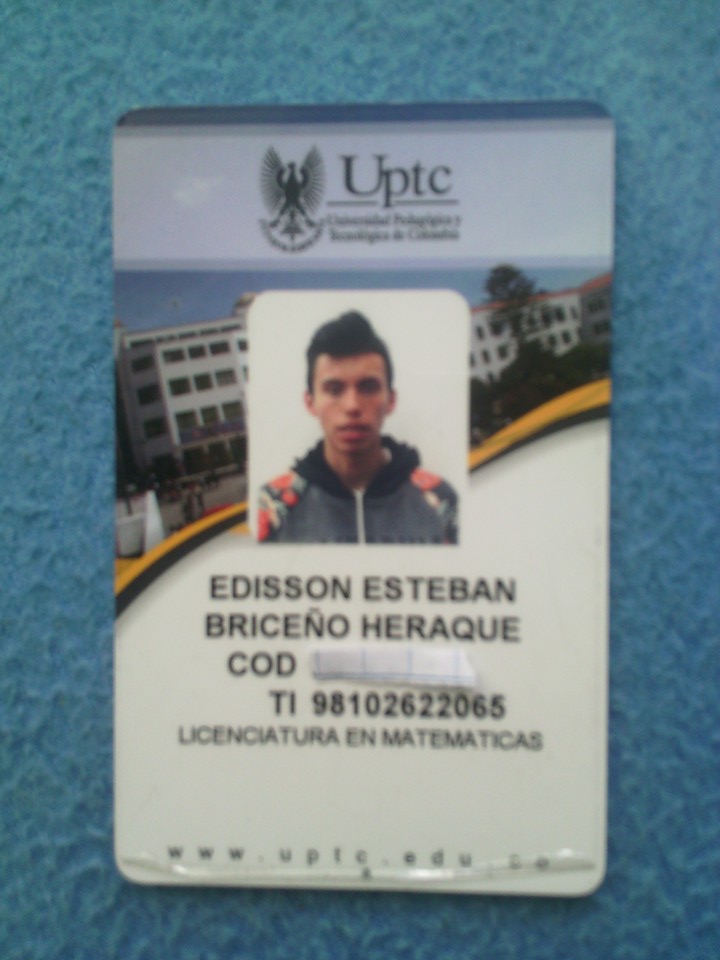 Uptc
Universidad Pedagógica y
Tecnológica de Colombia
EDISSON ESTEBAN
BRICEÑO HERAQUE
COD
TI 98102622065
LICENCIATURA EN MATEMATICAS
www.uptc.edu.co